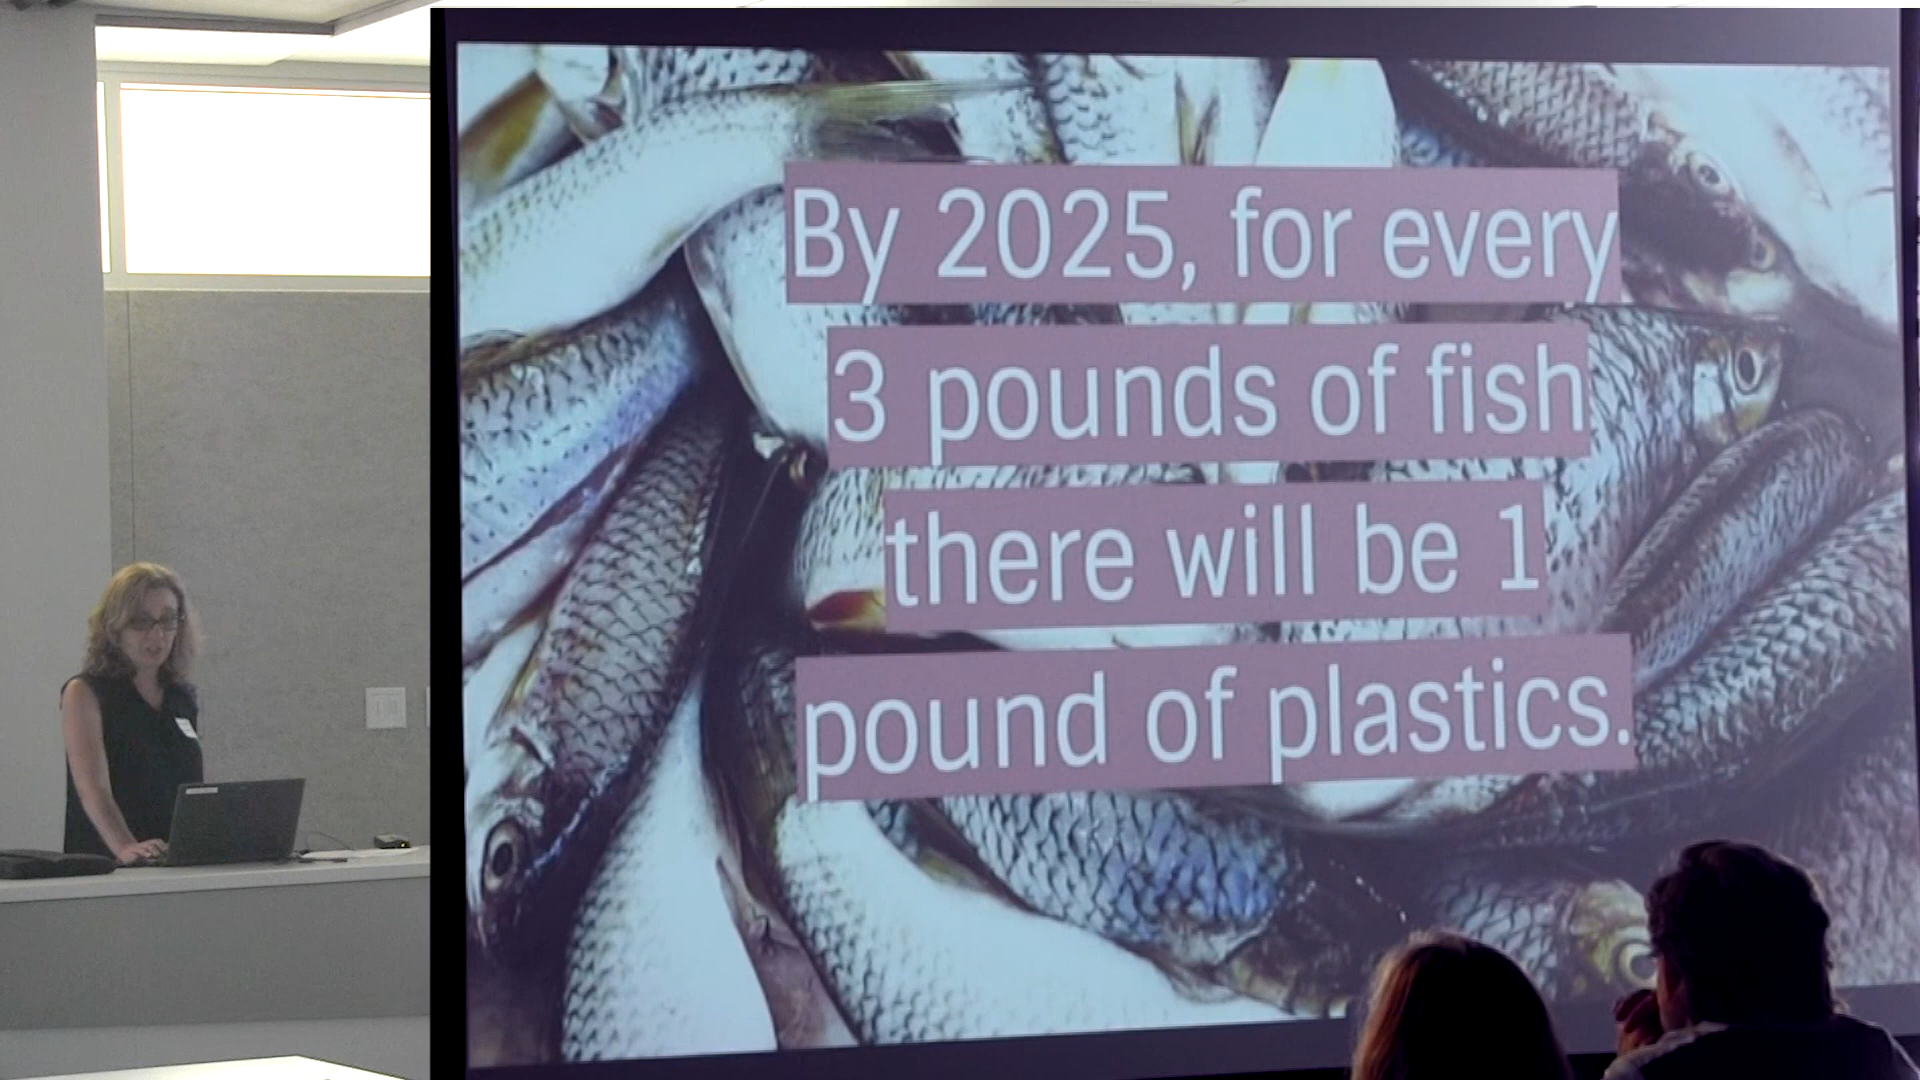 By 2025, for every
3 pounds of fish
there will be 1
pound of plastics.